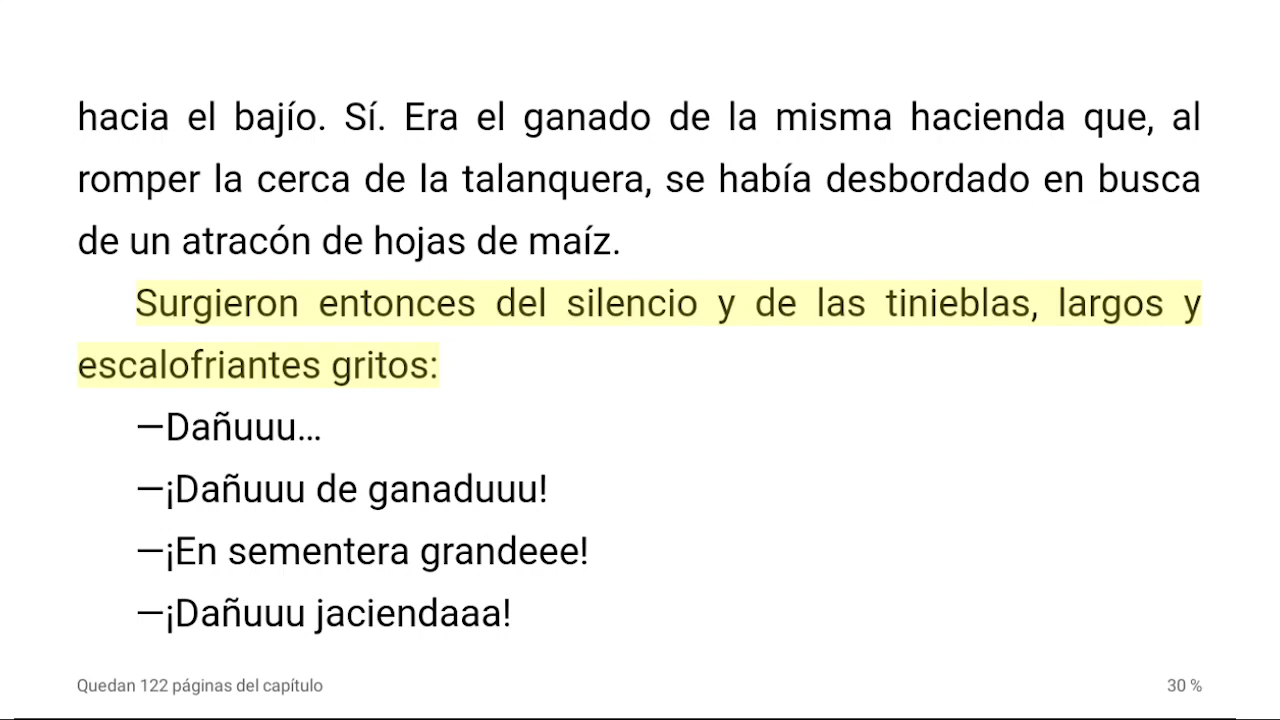 hacia el bajío. Sí. Era el ganado de la misma hacienda que, al
romper la cerca de la talanquera, se había desbordado en busca
de un atracón de hojas de maíz.
Surgieron entonces del silencio y de las tinieblas, largos y
escalofriantes gritos:
—Dañuuu…
—¡Dañuuu de ganaduuu!
—¡En sementera grandeee!
—¡Dañuuu jaciendaaa!
Quedan 122 páginas del capítulo 30 %